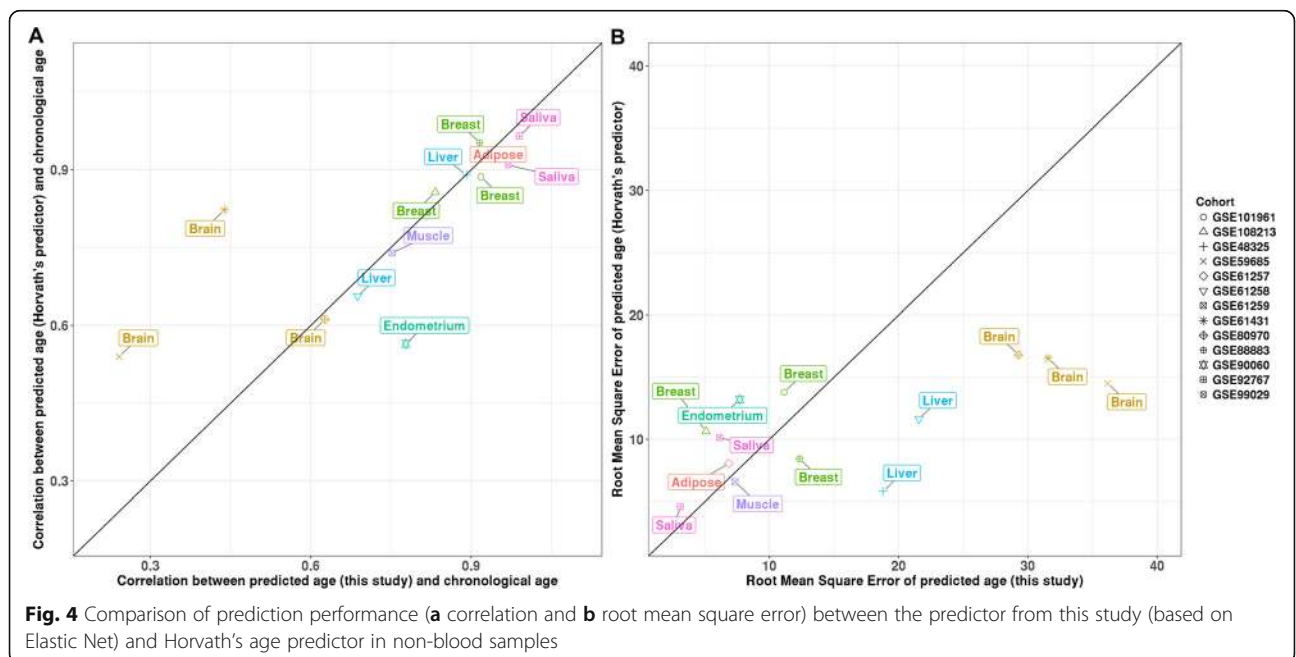 A
Correlation between predicted age (Horvath's predictor) and chronological age
0.9
0.6
0.3
0.3
0.6
0.9
Correlation between predicted age (this study) and chronological age
Saliva
Breast
Adipose
Liver
Saliva
Breast
Breast
Brain
Muscle
Liver
Endometrium
Brain
Brain
B
Root Mean Square Error of predicted age (Horvath's predictor)
40
30
20
10
10
20
30
40
Root Mean Square Error of predicted age (this study)
Brain
Brain
Brain
Breast
Breast
Liver
Endometrium
Saliva
Adipose
Breast
Liver
Muscle
Saliva
Cohort
GSE101961
GSE108213
GSE48325
GSE59685
GSE61257
GSE61258
GSE61259
GSE61431
GSE80970
GSE88883
GSE90060
GSE92767
GSE99029
Fig. 4 Comparison of prediction performance (a correlation and b root mean square error) between the predictor from this study (based on
Elastic Net) and Horvath's age predictor in non-blood samples